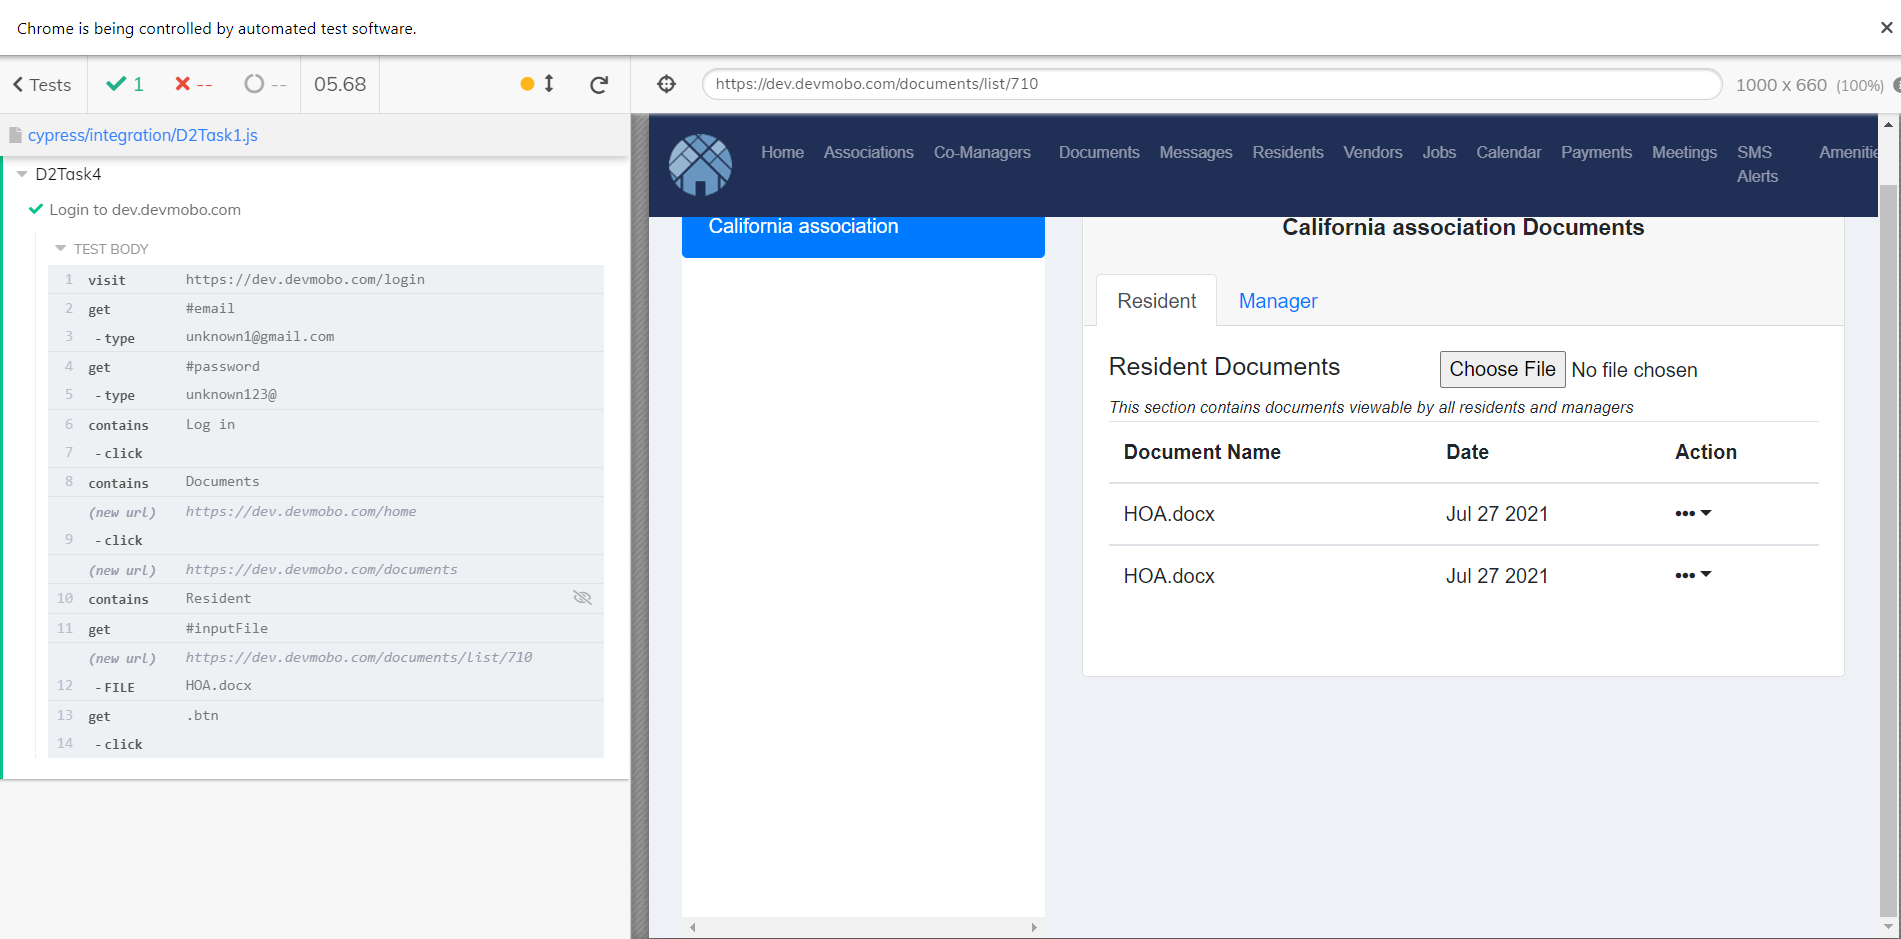 Chrome is being controlled by automated test software.
Tests 1 -- -- 05.68
https://dev.devmobo.com/documents/list/710 1000 x 660 (100%)
cypress/integration/D2Task1.js
D2Task4
Login to dev.devmobo.com
TEST BODY
1 visit https://dev.devmobo.com/login
2 get #email
3 -type unknown1@gmail.com
4 get #password
5 -type unknown123@
6 contains Log in
7 -click
8 contains Documents
(new url) https://dev.devmobo.com/home
9 -click
(new url) https://dev.devmobo.com/documents
10 contains Resident
11 get #inputFile
(new url) https://dev.devmobo.com/documents/list/710
12 -FILE HOA.docx
13 get .btn
14 -click
Home Associations Co-Managers Documents Messages Residents Vendors Jobs Calendar Payments Meetings SMS Alerts Amenitie
California association
California association Documents
Resident Manager
Resident Documents Choose File No file chosen
This section contains documents viewable by all residents and managers
Document Name Date Action
HOA.docx Jul 27 2021
HOA.docx Jul 27 2021